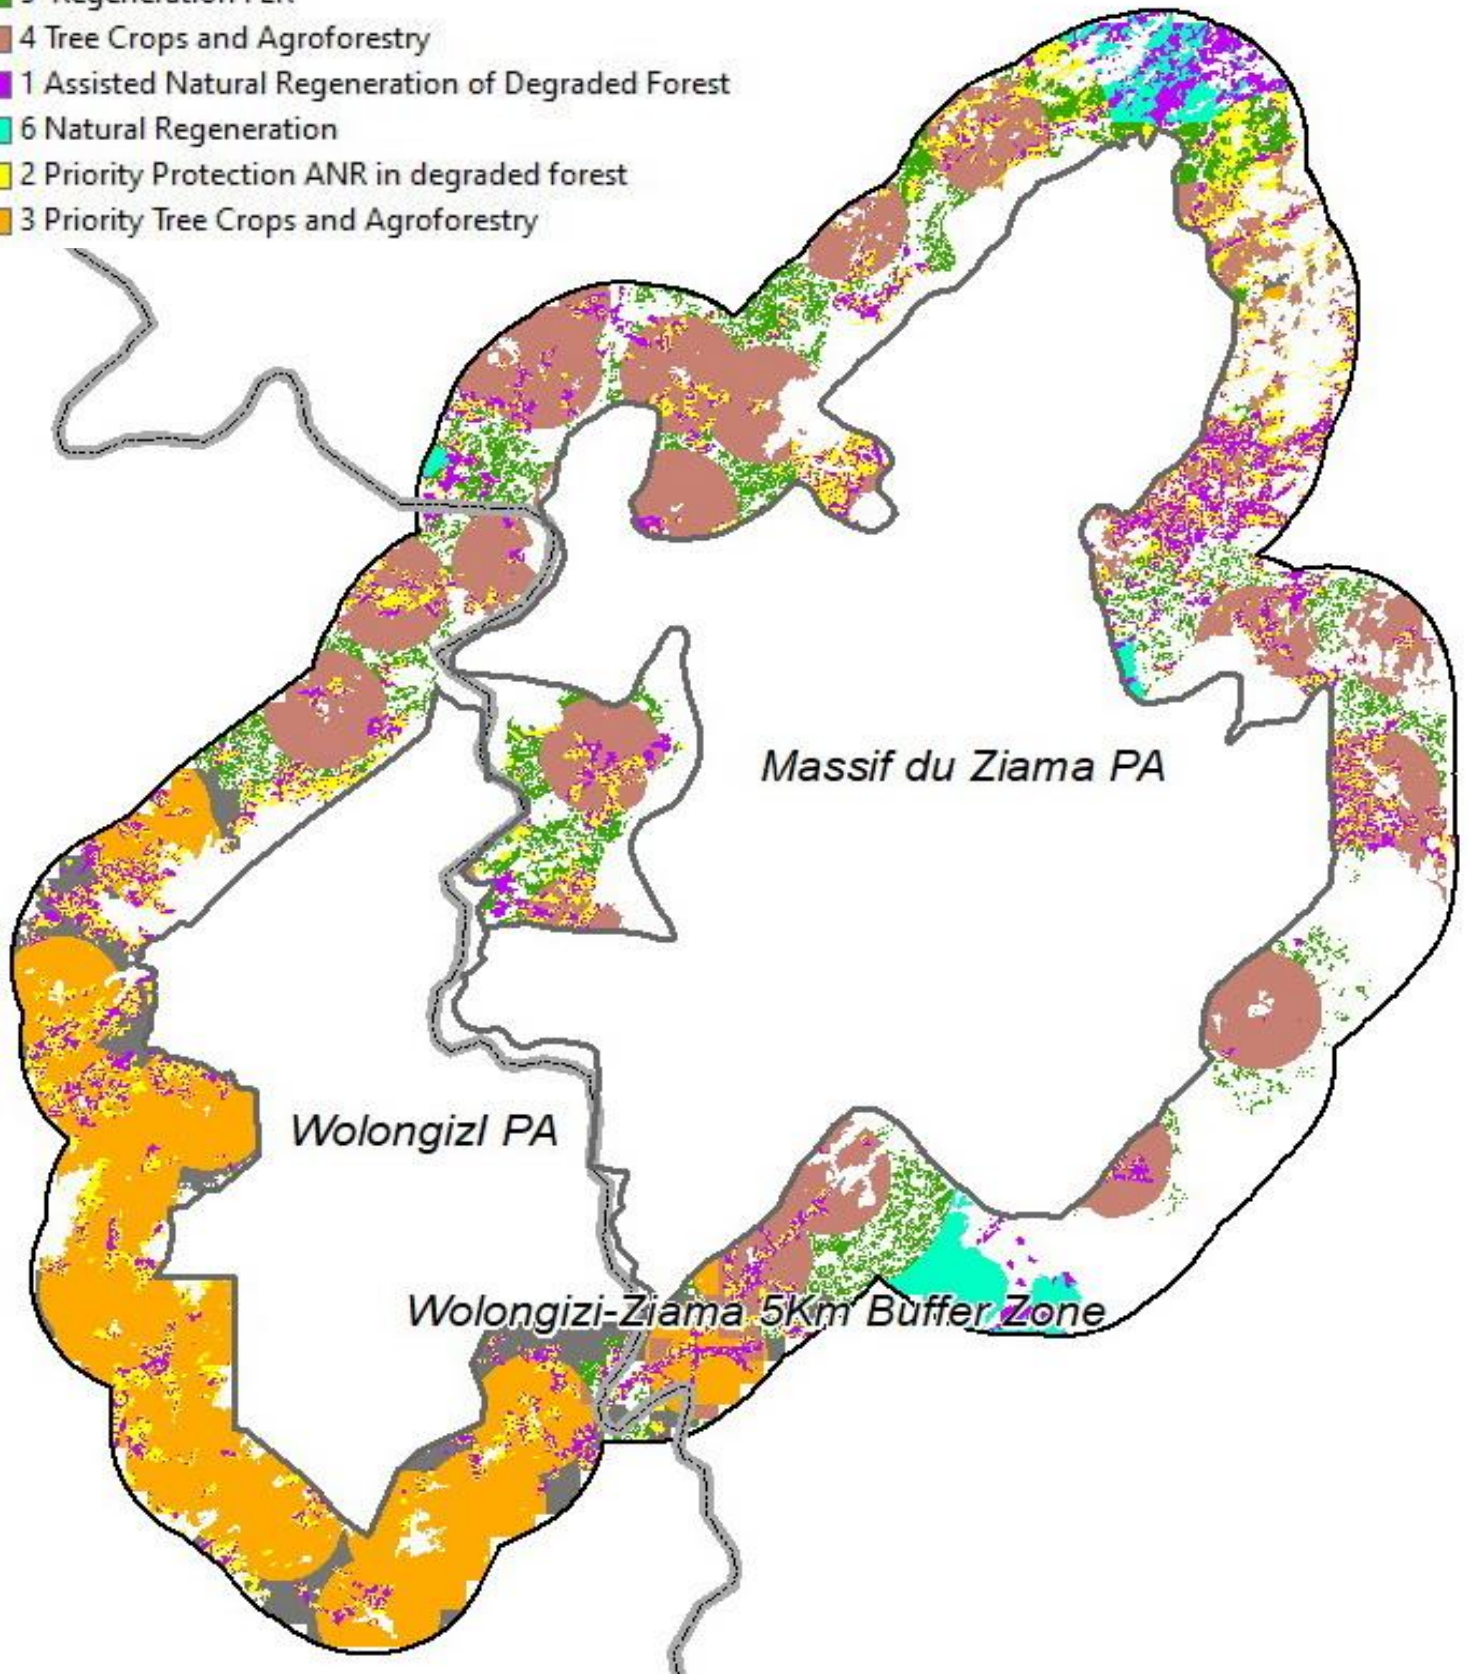 Regeneration
4 Tree Crops and Agroforestry
1 Assisted Natural Regeneration of Degraded Forest
6 Natural Regeneration
2 Priority Protection ANR in degraded forest
3 Priority Tree Crops and Agroforestry
Massif du Ziama PA
Wolongizl PA
Wolongizi-Ziama 5Km Buffer Zone